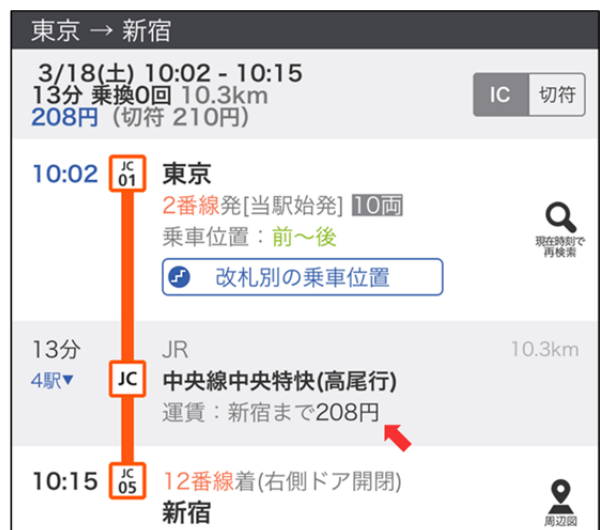 東京 → 新宿
3/18(土) 10:02 - 10:15
13分 乗換0回 10.3km
208円 (切符 210円)
IC 切符
10:02 JC 01 東京
2番線発[当駅始発] 10両
乗車位置：前〜後
現在時刻で
再検索
改札別の乗車位置
13分 JR 10.3km
4駅▼ JC 中央線中央特快(高尾行)
運賃：新宿まで208円
10:15 JC 05 12番線着(右側ドア開閉)
新宿
周辺図